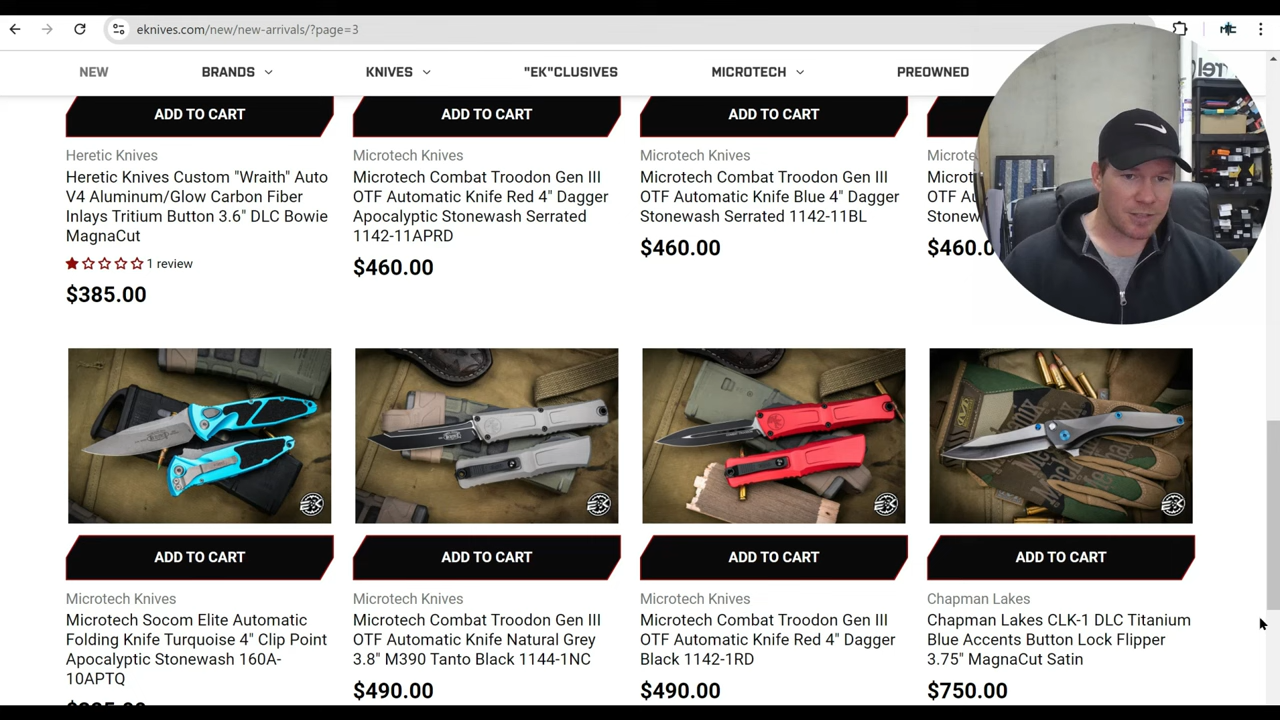 eknives.com/new/new-arrivals/?page=3
NEW
BRANDS
KNIVES
"EK"CLUSIVES
MICROTECH
PREOWNED
ADD TO CART
ADD TO CART
ADD TO CART
Heretic Knives
Heretic Knives Custom "Wraith" Auto
V4 Aluminum/Glow Carbon Fiber
Inlays Tritium Button 3.6" DLC Bowie
MagnaCut
1 review
$385.00
Microtech Knives
Microtech Combat Troodon Gen III
OTF Automatic Knife Red 4" Dagger
Apocalyptic Stonewash Serrated
1142-11APRD
$460.00
Microtech Knives
Microtech Combat Troodon Gen III
OTF Automatic Knife Blue 4" Dagger
Stonewash Serrated 1142-11BL
$460.00
Microte
Microt
OTF Au
Stonew
$460.0
ADD TO CART
ADD TO CART
ADD TO CART
ADD TO CART
Microtech Knives
Microtech Socom Elite Automatic
Folding Knife Turquoise 4" Clip Point
Apocalyptic Stonewash 160A-
10APTQ
Microtech Knives
Microtech Combat Troodon Gen III
OTF Automatic Knife Natural Grey
3.8" M390 Tanto Black 1144-1NC
$490.00
Microtech Knives
Microtech Combat Troodon Gen III
OTF Automatic Knife Red 4" Dagger
Black 1142-1RD
$490.00
Chapman Lakes
Chapman Lakes CLK-1 DLC Titanium
Blue Accents Button Lock Flipper
3.75" MagnaCut Satin
$750.00